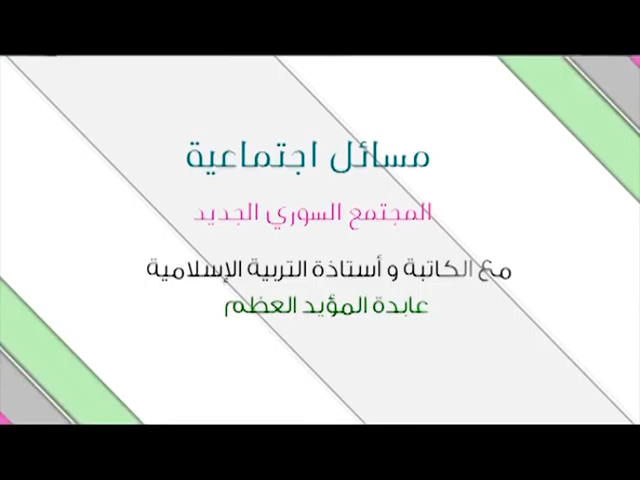 مسائل اجتماعية
المجتمع السوري الجديد
مع الكاتبة و أستاذة التربية الإسلامية
عابدة المؤيد العظم